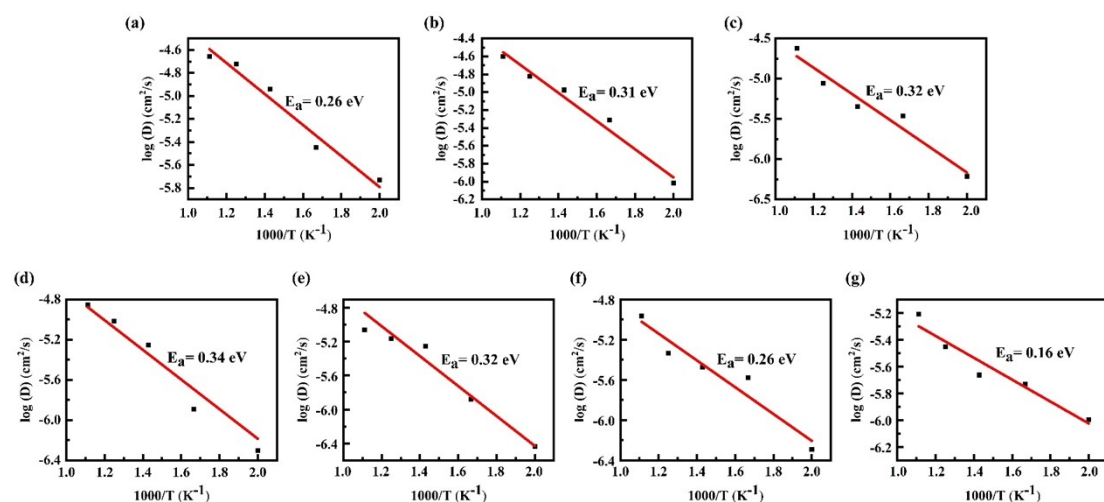 (a)
-4.6
-4.8
-5.0
-5.2
-5.4
-5.6
-5.8
log (D) (cm²/s)
Eₐ= 0.26 eV
1.0 1.2 1.4 1.6 1.8 2.0
1000/T (K⁻¹)
(b)
-4.4
-4.6
-4.8
-5.0
-5.2
-5.4
-5.6
-5.8
-6.0
-6.2
log (D) (cm²/s)
Eₐ= 0.31 eV
1.0 1.2 1.4 1.6 1.8 2.0
1000/T (K⁻¹)
(c)
-4.5
-5.0
-5.5
-6.0
-6.5
log (D) (cm²/s)
Eₐ= 0.32 eV
1.0 1.2 1.4 1.6 1.8 2.0
1000/T (K⁻¹)
(d)
-4.8
-5.2
-5.6
-6.0
-6.4
log (D) (cm²/s)
Eₐ= 0.34 eV
1.0 1.2 1.4 1.6 1.8 2.0
1000/T (K⁻¹)
(e)
-4.8
-5.2
-5.6
-6.0
-6.4
log (D) (cm²/s)
Eₐ= 0.32 eV
1.0 1.2 1.4 1.6 1.8 2.0
1000/T (K⁻¹)
(f)
-4.8
-5.2
-5.6
-6.0
-6.4
log (D) (cm²/s)
Eₐ= 0.26 eV
1.0 1.2 1.4 1.6 1.8 2.0
1000/T (K⁻¹)
(g)
-5.2
-5.4
-5.6
-5.8
-6.0
-6.2
log (D) (cm²/s)
Eₐ= 0.16 eV
1.0 1.2 1.4 1.6 1.8 2.0
1000/T (K⁻¹)